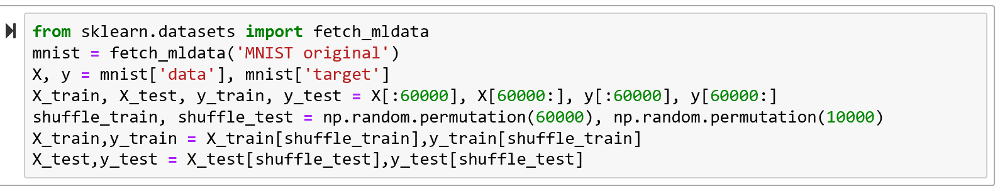 from sklearn.datasets import fetch_mldata
mnist = fetch_mldata('MNIST original')
X, y = mnist['data'], mnist['target']
X_train, X_test, y_train, y_test = X[:60000], X[60000:], y[:60000], y[60000:]
shuffle_train, shuffle_test = np.random.permutation(60000), np.random.permutation(10000)
X_train,y_train = X_train[shuffle_train],y_train[shuffle_train]
X_test,y_test = X_test[shuffle_test],y_test[shuffle_test]